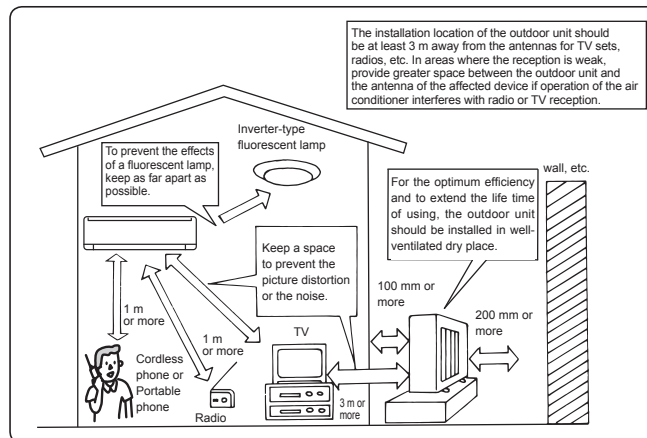 The installation location of the outdoor unit should
be at least 3 m away from the antennas for TV sets,
radios, etc. In areas where the reception is weak,
provide greater space between the outdoor unit and
the antenna of the affected device if operation of the air
conditioner interferes with radio or TV reception.
Inverter-type
fluorescent lamp
To prevent the effects
of a fluorescent lamp,
keep as far apart as
possible.
wall, etc.
For the optimum efficiency
and to extend the life time
of using, the outdoor unit
should be installed in well-
ventilated dry place.
Keep a space
to prevent the
picture distortion
or the noise.
100 mm or
more
200 mm or
more
1 m
or more
1 m
or more
TV
Cordless
phone or
Portable
phone
Radio
3 m or
more